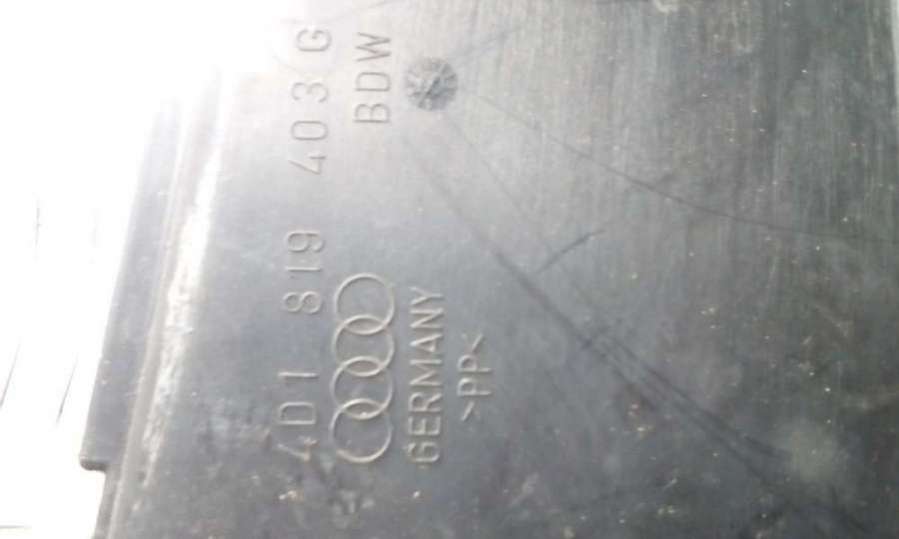 4D1 819 403 G
BDW
GERMANY
>PP<